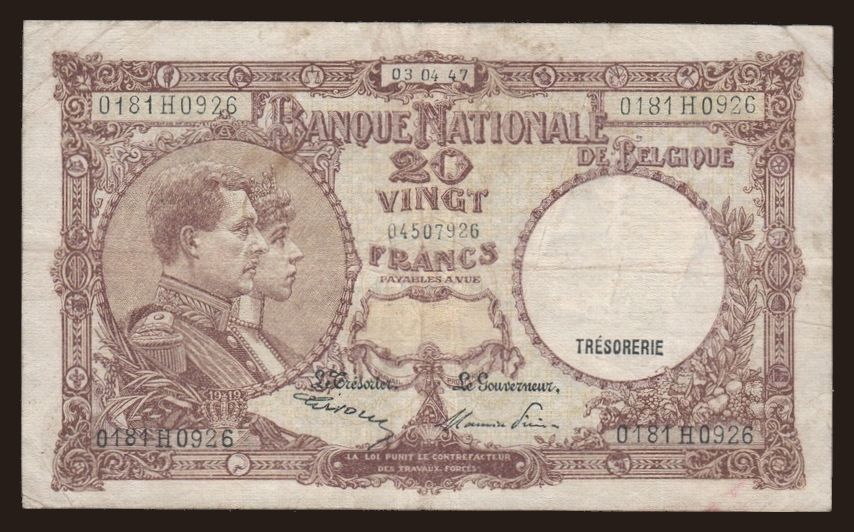 03 04 47
0181H0926
0181H0926
BANQUE NATIONALE
DE BELGIQUE
20
VINGT
04507926
FRANCS
PAYABLES A VUE
TRÉSORERIE
Le Trésorier,
Le Gouverneur,
0181H0926
0181H0926
LA LOI PUNIT LE CONTREFACTEUR
DES TRAVAUX FORCÉS